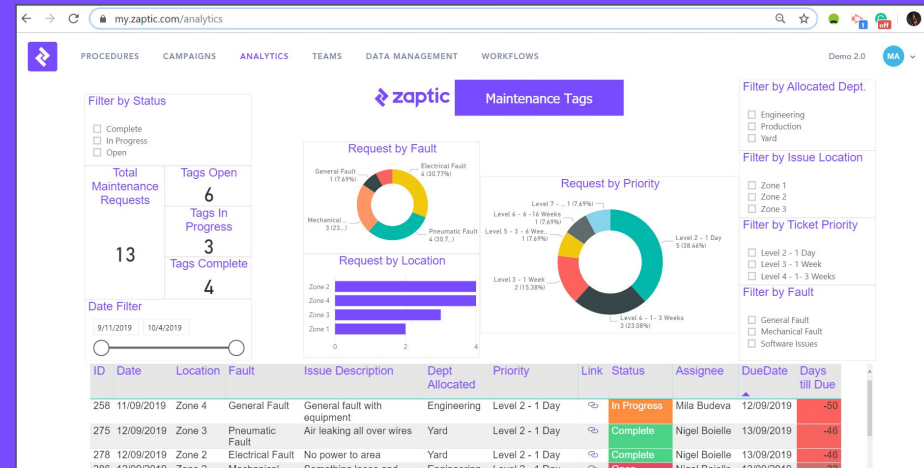 my.zaptic.com/analytics
1
off
PROCEDURES CAMPAIGNS ANALYTICS TEAMS DATA MANAGEMENT WORKFLOWS Demo 2.0 MA
Filter by Status
Complete
In Progress
Open
Total Maintenance Requests
13
Tags Open
6
Tags In Progress
3
Tags Complete
4
Date Filter
9/11/2019 10/4/2019
zaptic
Maintenance Tags
Request by Fault
General Fault
1 (7.69%)
Electrical Fault
4 (30.77%)
Mechanical ...
3 (23...)
Pneumatic Fault
4 (30.7...)
Request by Location
Zone 2
Zone 4
Zone 3
Zone 1
0 2 4
Request by Priority
Level 7 - ... 1 (7.69%)
Level 6 - 6 -16 Weeks
1 (7.69%)
Level 5 - 3 - 6 Wee...
1 (7.69%)
Level 3 - 1 Week
2 (15.38%)
Level 2 - 1 Day
5 (38.46%)
Level 4 - 1- 3 Weeks
3 (23.08%)
Filter by Allocated Dept.
Engineering
Production
Yard
Filter by Issue Location
Zone 1
Zone 2
Zone 3
Filter by Ticket Priority
Level 2 - 1 Day
Level 3 - 1 Week
Level 4 - 1- 3 Weeks
Filter by Fault
General Fault
Mechanical Fault
Software Issues
ID Date Location Fault Issue Description Dept Allocated Priority Link Status Assignee DueDate Days till Due
258 11/09/2019 Zone 4 General Fault General fault with equipment Engineering Level 2 - 1 Day In Progress Mila Budeva 12/09/2019 -50
275 12/09/2019 Zone 3 Pneumatic Fault Air leaking all over wires Yard Level 2 - 1 Day Complete Nigel Boielle 13/09/2019 -46
278 12/09/2019 Zone 2 Electrical Fault No power to area Yard Level 2 - 1 Day Complete Nigel Boielle 13/09/2019 -46